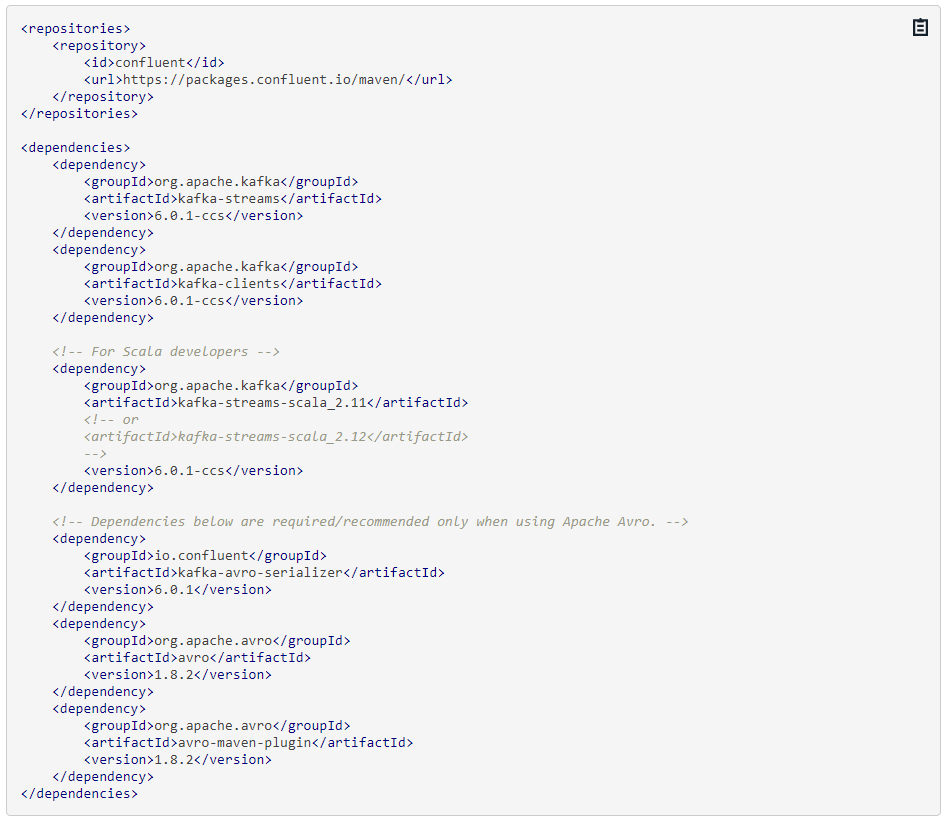 <repositories>
    <repository>
        <id>confluent</id>
        <url>https://packages.confluent.io/maven/</url>
    </repository>
</repositories>

<dependencies>
    <dependency>
        <groupId>org.apache.kafka</groupId>
        <artifactId>kafka-streams</artifactId>
        <version>6.0.1-ccs</version>
    </dependency>
    <dependency>
        <groupId>org.apache.kafka</groupId>
        <artifactId>kafka-clients</artifactId>
        <version>6.0.1-ccs</version>
    </dependency>

    <!-- For Scala developers -->
    <dependency>
        <groupId>org.apache.kafka</groupId>
        <artifactId>kafka-streams-scala_2.11</artifactId>
        <!-- or
        <artifactId>kafka-streams-scala_2.12</artifactId>
        -->
        <version>6.0.1-ccs</version>
    </dependency>

    <!-- Dependencies below are required/recommended only when using Apache Avro. -->
    <dependency>
        <groupId>io.confluent</groupId>
        <artifactId>kafka-avro-serializer</artifactId>
        <version>6.0.1</version>
    </dependency>
    <dependency>
        <groupId>org.apache.avro</groupId>
        <artifactId>avro</artifactId>
        <version>1.8.2</version>
    </dependency>
    <dependency>
        <groupId>org.apache.avro</groupId>
        <artifactId>avro-maven-plugin</artifactId>
        <version>1.8.2</version>
    </dependency>
</dependencies>